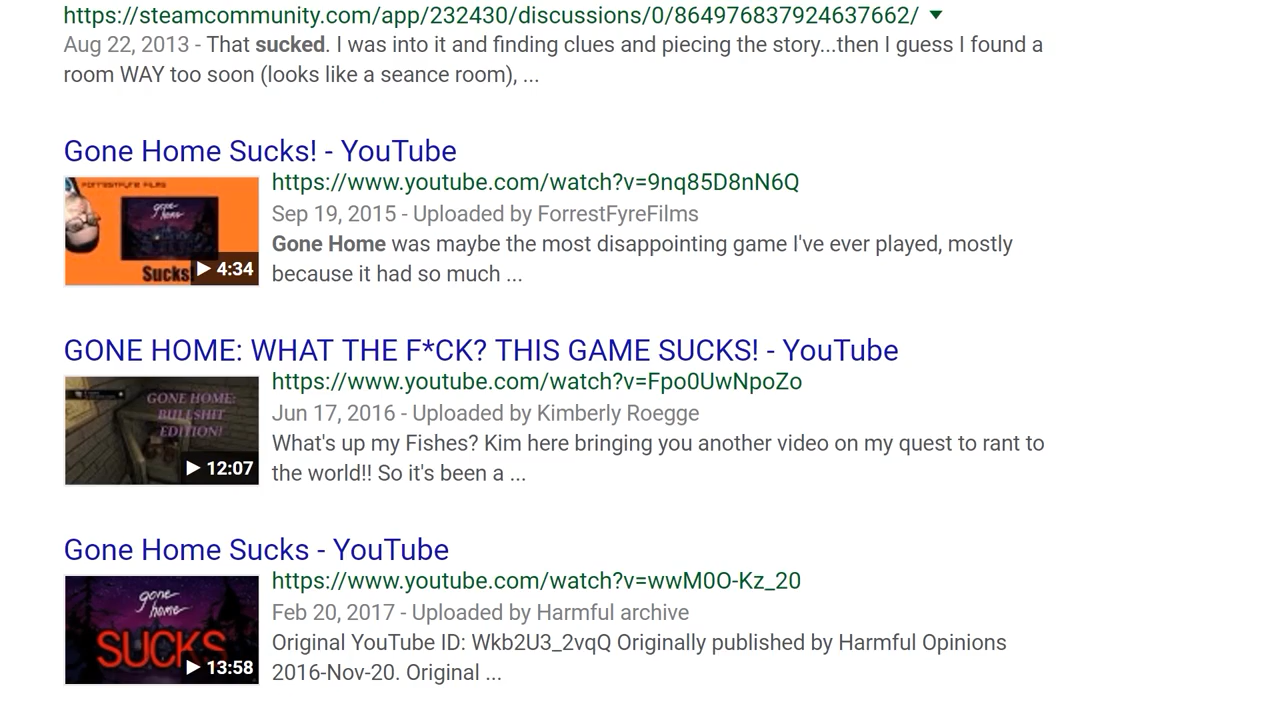 https://steamcommunity.com/app/232430/discussions/0/864976837924637662/
Aug 22, 2013 - That sucked. I was into it and finding clues and piecing the story...then I guess I found a
room WAY too soon (looks like a seance room), ...
Gone Home Sucks! - YouTube
FORRESTFYRE FILMS
gone
home
Sucks!
4:34
https://www.youtube.com/watch?v=9nq85D8nN6Q
Sep 19, 2015 - Uploaded by ForrestFyreFilms
Gone Home was maybe the most disappointing game I've ever played, mostly
because it had so much ...
GONE HOME: WHAT THE F*CK? THIS GAME SUCKS! - YouTube
GONE HOME:
BULLSHIT
EDITION!
12:07
https://www.youtube.com/watch?v=Fpo0UwNpoZo
Jun 17, 2016 - Uploaded by Kimberly Roegge
What's up my Fishes? Kim here bringing you another video on my quest to rant to
the world!! So it's been a ...
Gone Home Sucks - YouTube
gone
home
SUCKS
13:58
https://www.youtube.com/watch?v=wwM0O-Kz_20
Feb 20, 2017 - Uploaded by Harmful archive
Original YouTube ID: Wkb2U3_2vqQ Originally published by Harmful Opinions
2016-Nov-20. Original ...